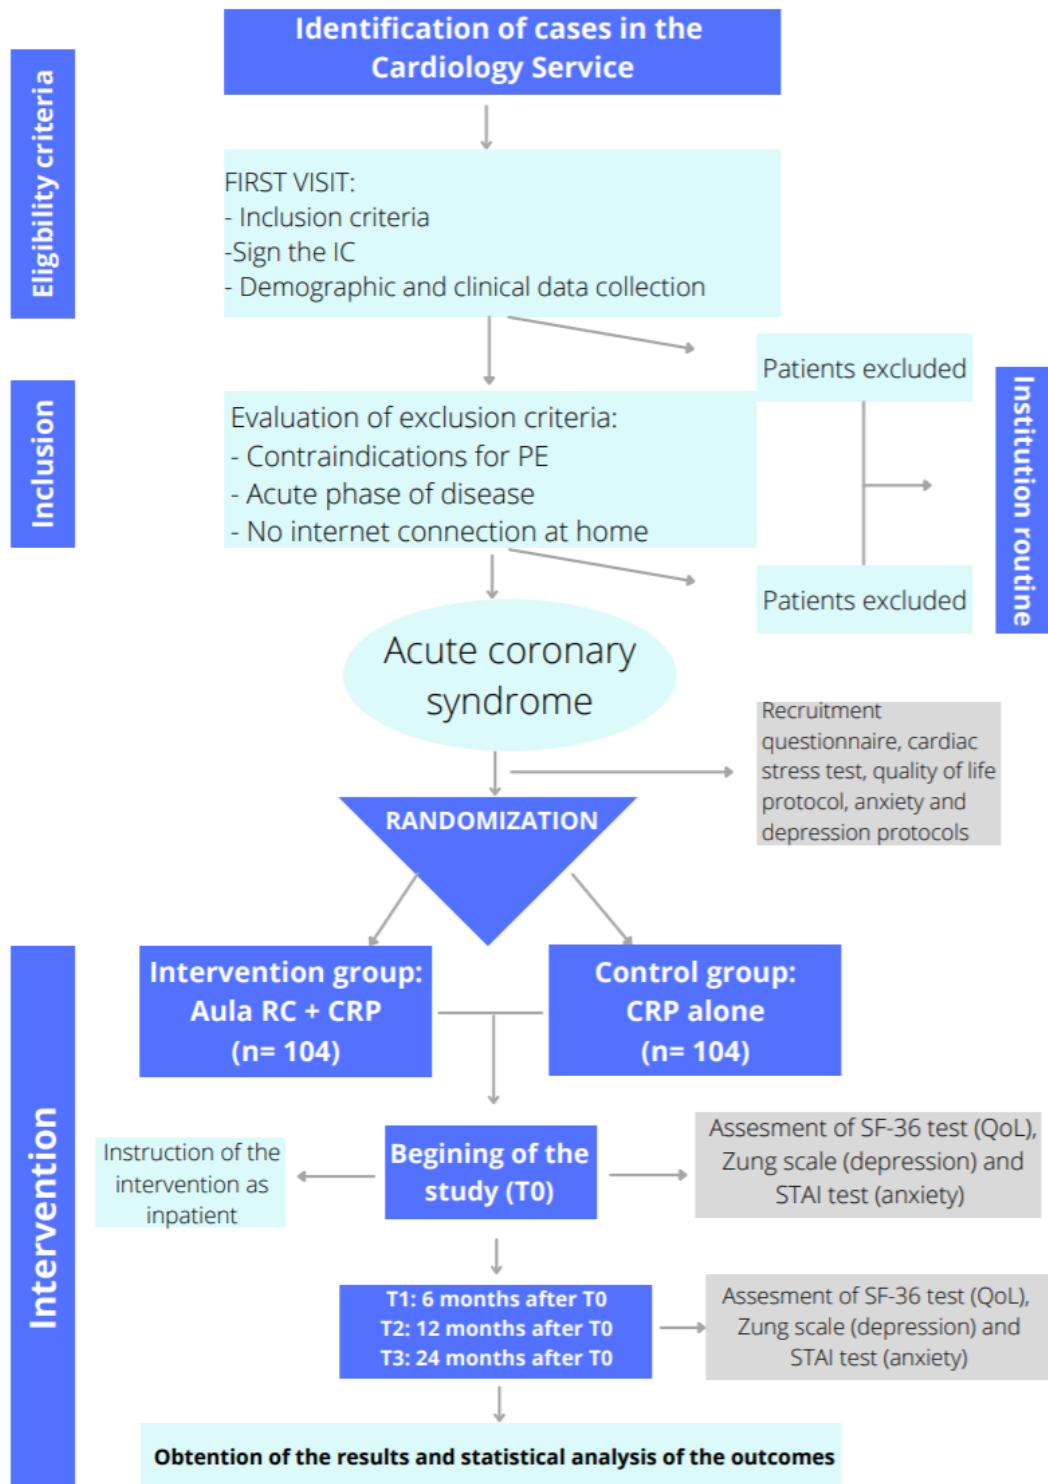 Identification of cases in the
Cardiology Service
Eligibility criteria
FIRST VISIT:
- Inclusion criteria
-Sign the IC
- Demographic and clinical data collection
Patients excluded
Inclusion
Evaluation of exclusion criteria:
- Contraindications for PE
- Acute phase of disease
- No internet connection at home
Institution routine
Patients excluded
Acute coronary
syndrome
Recruitment
questionnaire, cardiac
stress test, quality of life
protocol, anxiety and
depression protocols
RANDOMIZATION
Intervention
Intervention group:
Aula RC + CRP
(n= 104)
Control group:
CRP alone
(n= 104)
Instruction of the
intervention as
inpatient
Begining of the
study (T0)
Assesment of SF-36 test (QoL),
Zung scale (depression) and
STAI test (anxiety)
T1: 6 months after T0
T2: 12 months after T0
T3: 24 months after T0
Assesment of SF-36 test (QoL),
Zung scale (depression) and
STAI test (anxiety)
Obtention of the results and statistical analysis of the outcomes